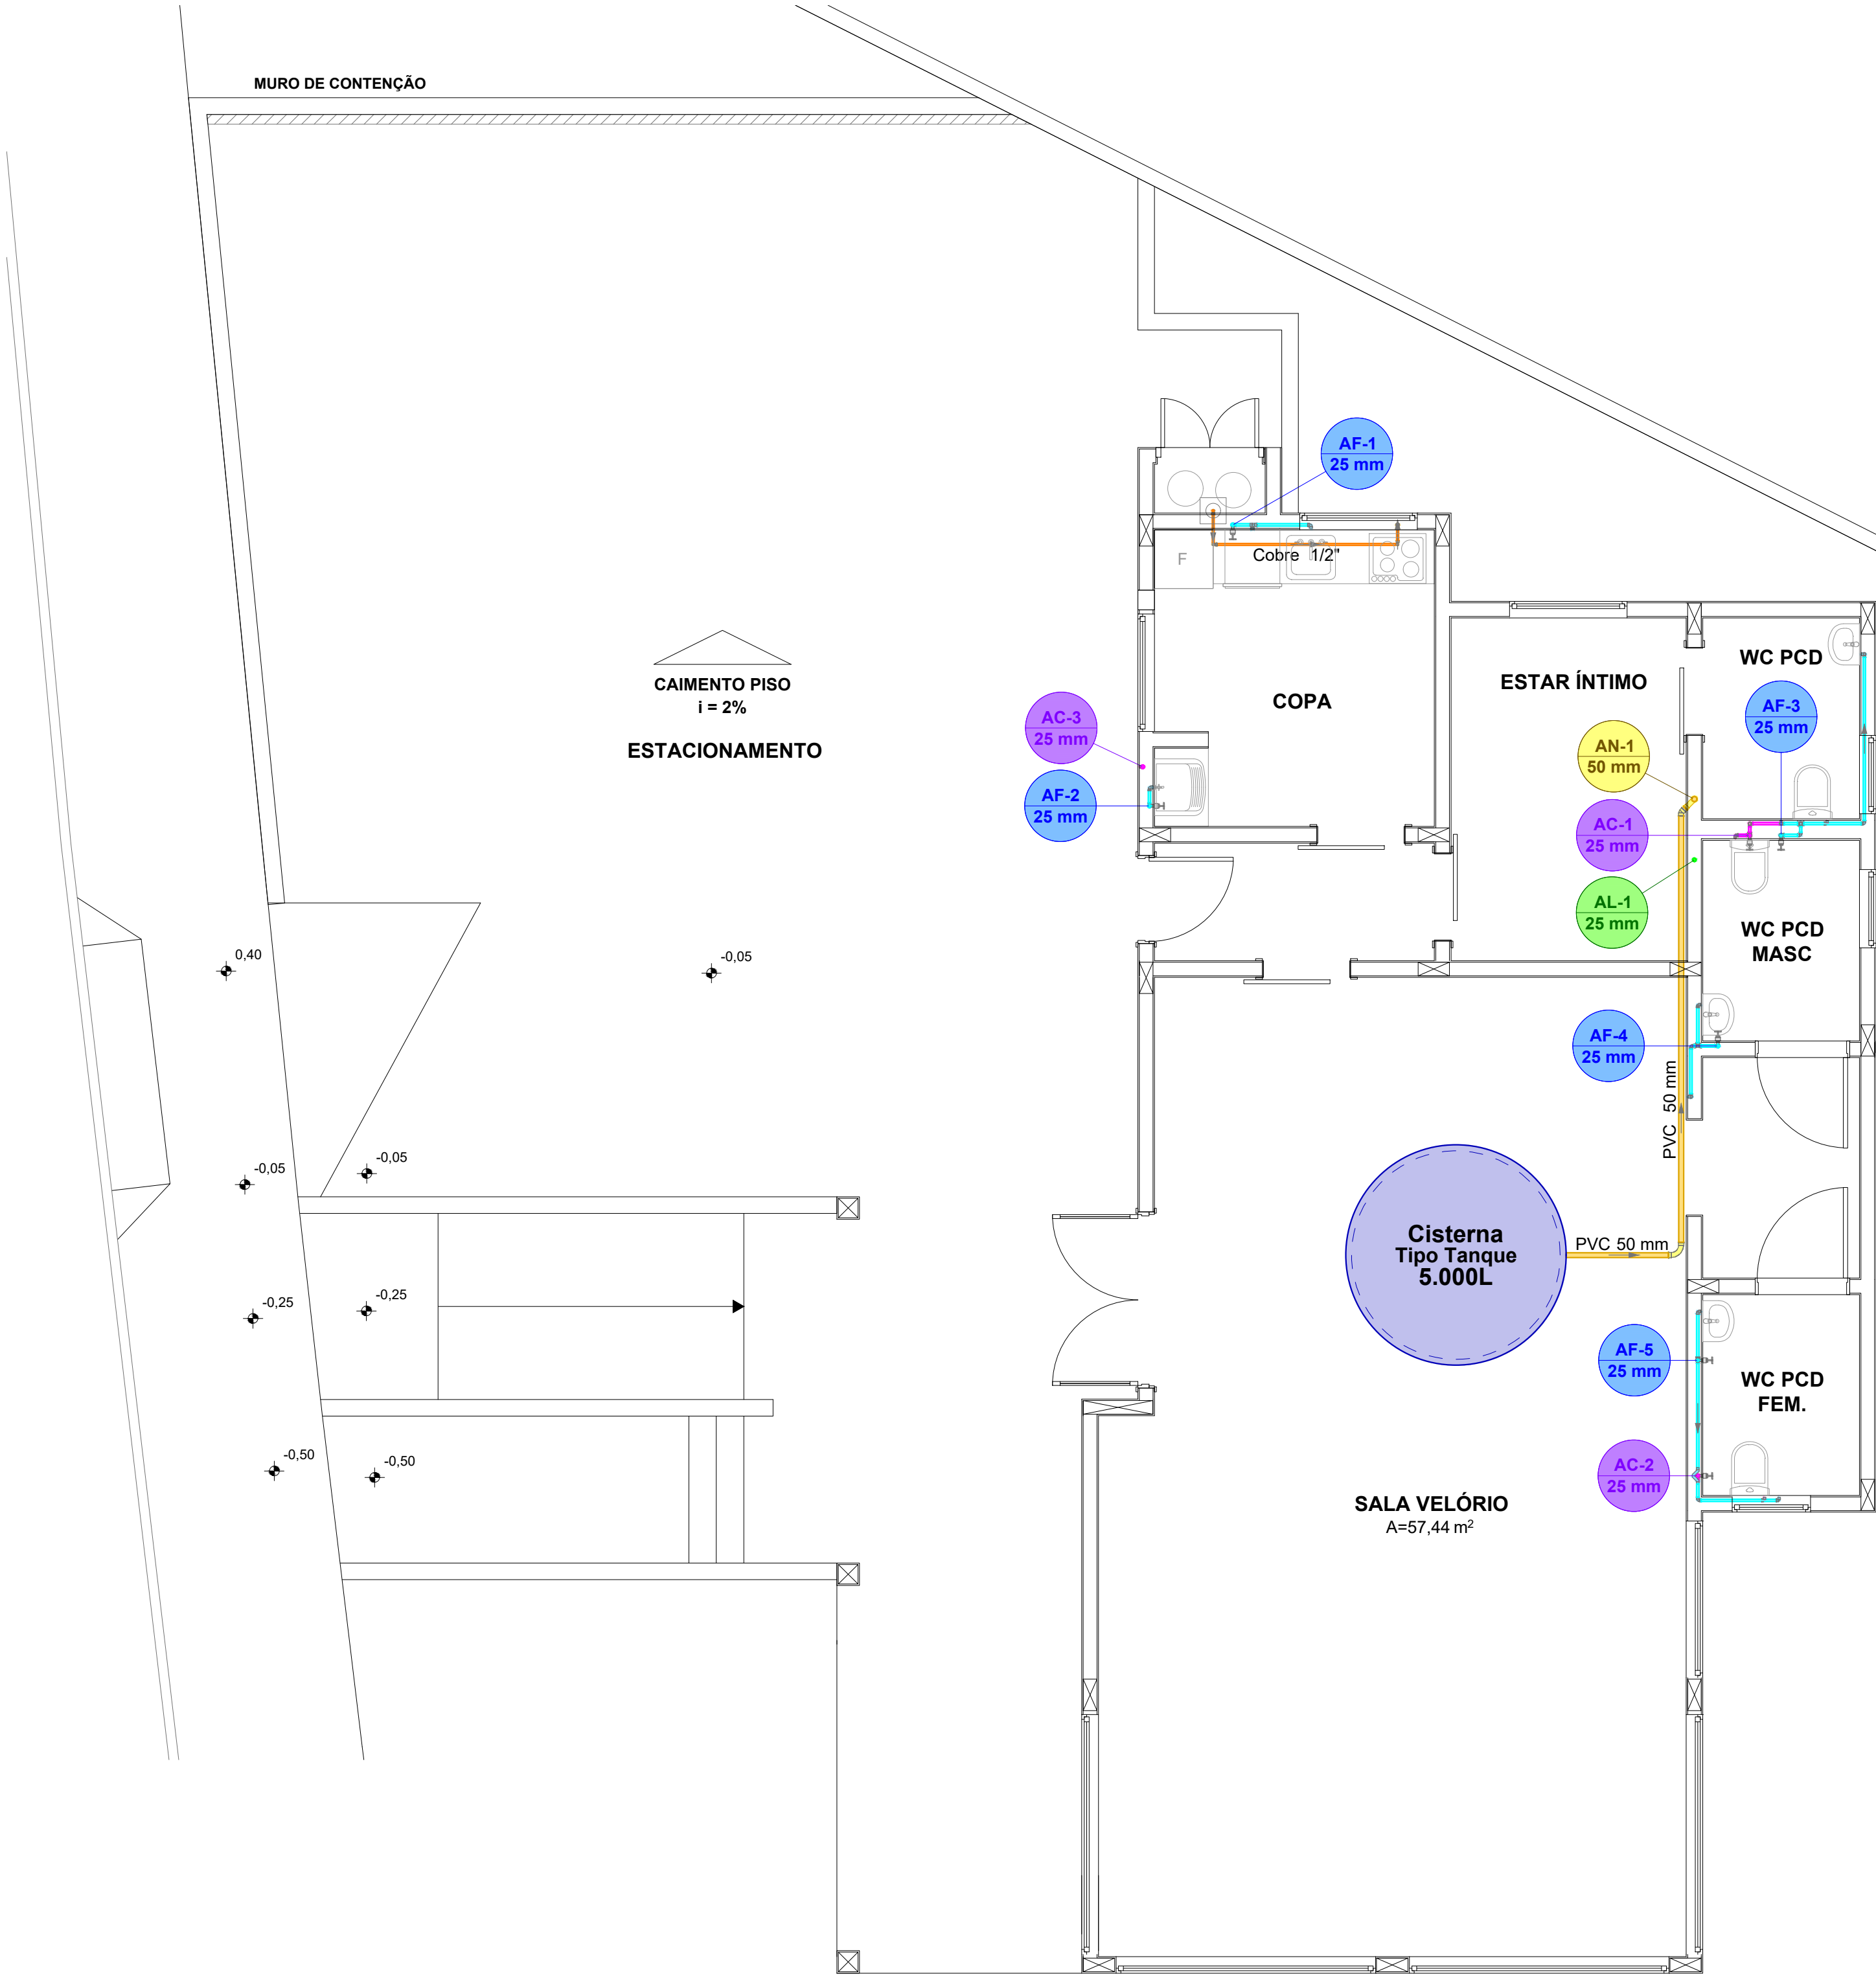 MURO DE CONTENÇÃO
AF-1
25 mm
Cobre 1/2"
F
CAIMENTO PISO
i = 2%
ESTACIONAMENTO
COPA
ESTAR ÍNTIMO
WC PCD
AF-3
25 mm
AC-3
25 mm
AF-2
25 mm
AN-1
50 mm
AC-1
25 mm
AL-1
25 mm
WC PCD
MASC
0,40
-0,05
AF-4
25 mm
PVC 50 mm
-0,05
-0,05
Cisterna
Tipo Tanque
5.000L
PVC 50 mm
-0,25
-0,25
AF-5
25 mm
WC PCD
FEM.
AC-2
25 mm
-0,50
-0,50
SALA VELÓRIO
A=57,44 m²